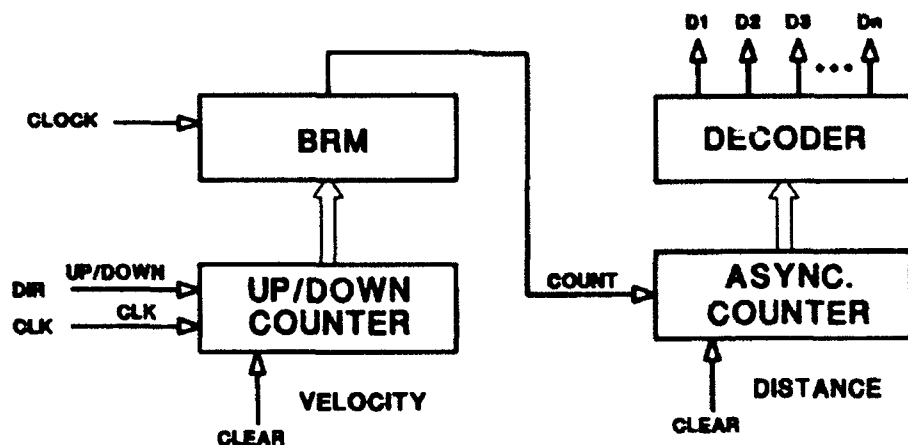 D1 D2 D3 Dn
CLOCK
BRM
DECODER
UP/DOWN
DIR
CLK
CLK
UP/DOWN
COUNTER
COUNT
ASYNC.
COUNTER
VELOCITY
DISTANCE
CLEAR
CLEAR